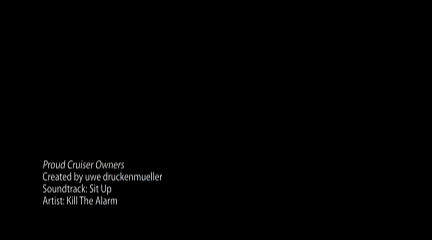 Proud Cruiser Owners
Created by uwe druckenmueller
Soundtrack: Sit Up
Artist: Kill The Alarm